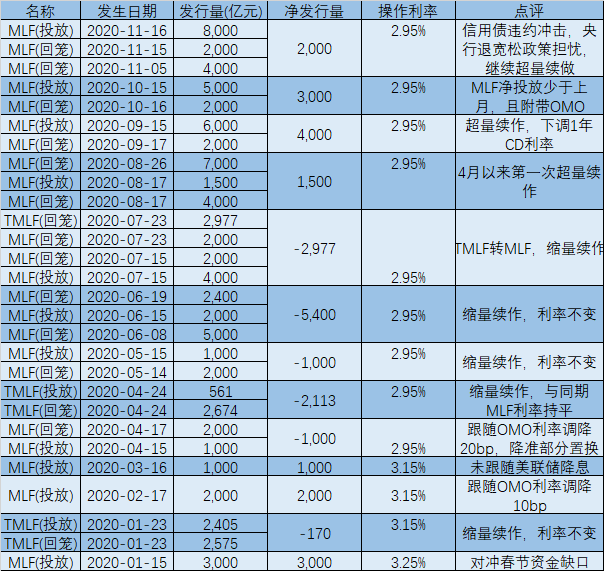 名称 发生日期 发行量(亿元) 净发行量 操作利率 点评
MLF(投放) 2020-11-16 8,000 2,000 2.95% 信用债违约冲击，央
MLF(回笼) 2020-11-15 2,000 行退宽松政策担忧，
MLF(回笼) 2020-11-05 4,000 继续超量续做
MLF(投放) 2020-10-15 5,000 3,000 2.95% MLF净投放少于上
MLF(回笼) 2020-10-16 2,000 月，且附带OMO
MLF(投放) 2020-09-15 6,000 4,000 2.95% 超量续作，下调1年
MLF(回笼) 2020-09-17 2,000 CD利率
MLF(回笼) 2020-08-26 7,000 1,500 2.95% 4月以来第一次超量续
MLF(投放) 2020-08-17 1,500 作
MLF(回笼) 2020-08-17 4,000
TMLF(回笼) 2020-07-23 2,977 -2,977 2.95% TMLF转MLF，缩量续作
MLF(回笼) 2020-07-23 2,000
MLF(回笼) 2020-07-15 2,000
MLF(投放) 2020-07-15 4,000
MLF(回笼) 2020-06-19 2,400 -5,400 2.95% 缩量续作，利率不变
MLF(投放) 2020-06-15 2,000
MLF(回笼) 2020-06-08 5,000
MLF(投放) 2020-05-15 1,000 -1,000 2.95% 缩量续作，利率不变
MLF(回笼) 2020-05-14 2,000
TMLF(投放) 2020-04-24 561 -2,113 2.95% 缩量续作，与同期
TMLF(回笼) 2020-04-24 2,674 MLF利率持平
MLF(回笼) 2020-04-17 2,000 -1,000 2.95% 跟随OMO利率调降
MLF(投放) 2020-04-15 1,000 20bp，降准部分置换
MLF(投放) 2020-03-16 1,000 1,000 3.15% 未跟随美联储降息
MLF(投放) 2020-02-17 2,000 2,000 3.15% 跟随OMO利率调降
10bp
TMLF(投放) 2020-01-23 2,405 -170 3.15% 缩量续作，利率不变
TMLF(回笼) 2020-01-23 2,575
MLF(投放) 2020-01-15 3,000 3,000 3.25% 对冲春节资金缺口